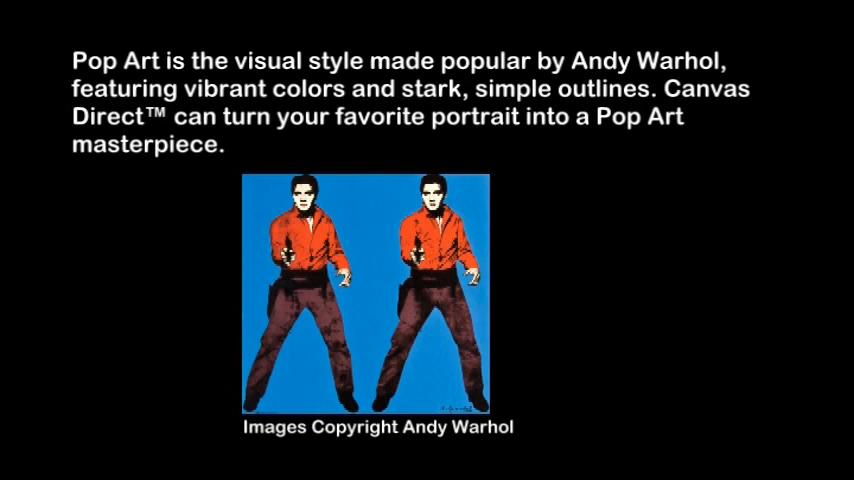 Pop Art is the visual style made popular by Andy Warhol,
featuring vibrant colors and stark, simple outlines. Canvas
Direct™ can turn your favorite portrait into a Pop Art
masterpiece.
Images Copyright Andy Warhol